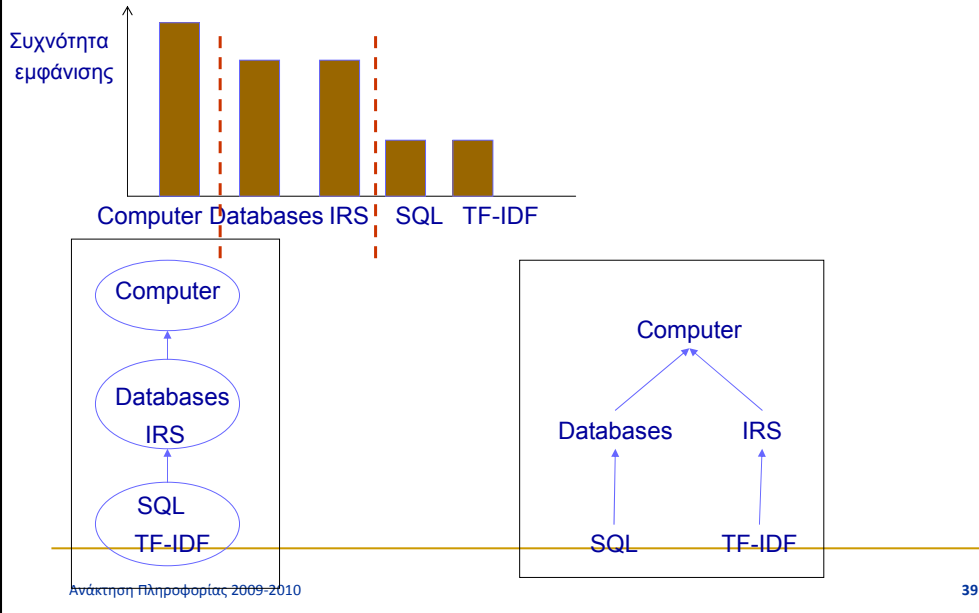 Συχνότητα
εμφάνισης
Computer Databases IRS SQL TF-IDF
Computer
Databases
IRS
SQL
TF-IDF
Computer
Databases IRS
SQL TF-IDF
Ανάκτηση Πληροφορίας 2009-2010 39